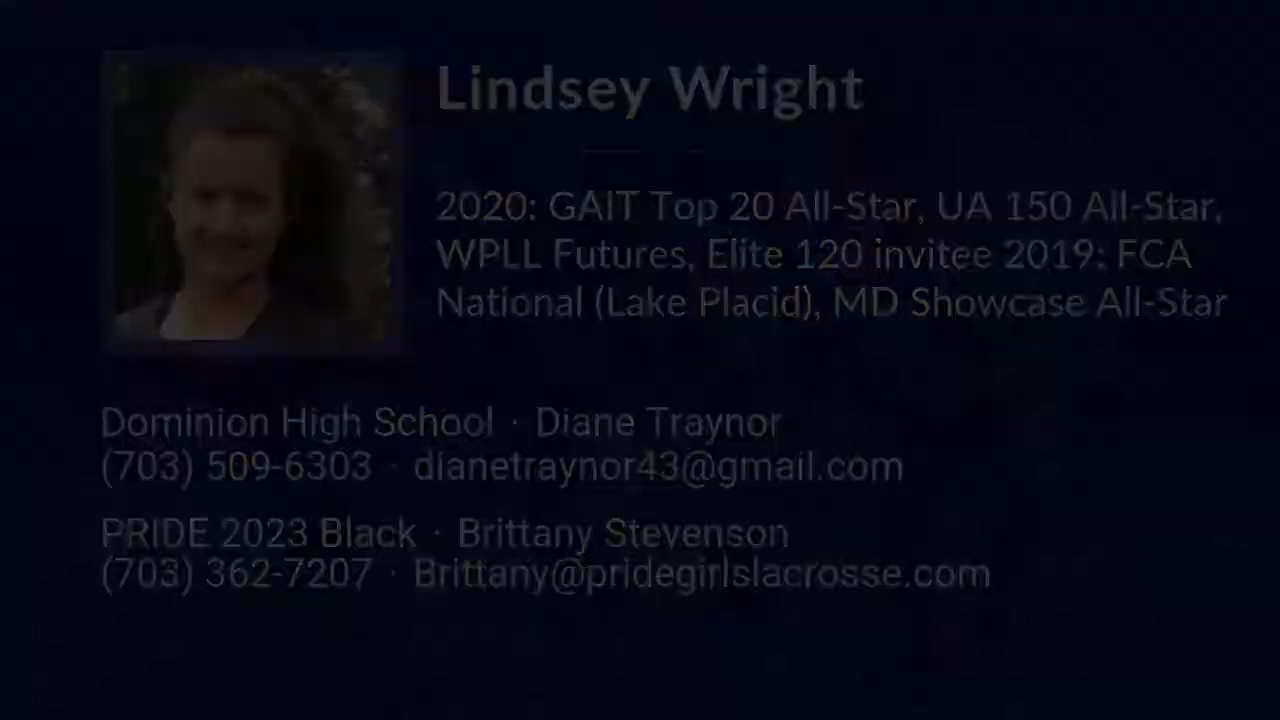 Lindsey Wright
2020: GAIT Top 20 All-Star, UA 150 All-Star,
WPLL Futures, Elite 120 invitee 2019: FCA
National (Lake Placid), MD Showcase All-Star
Dominion High School · Diane Traynor
(703) 509-6303 · dianetraynor43@gmail.com
PRIDE 2023 Black · Brittany Stevenson
(703) 362-7207 · Brittany@pridegirlslacrosse.com